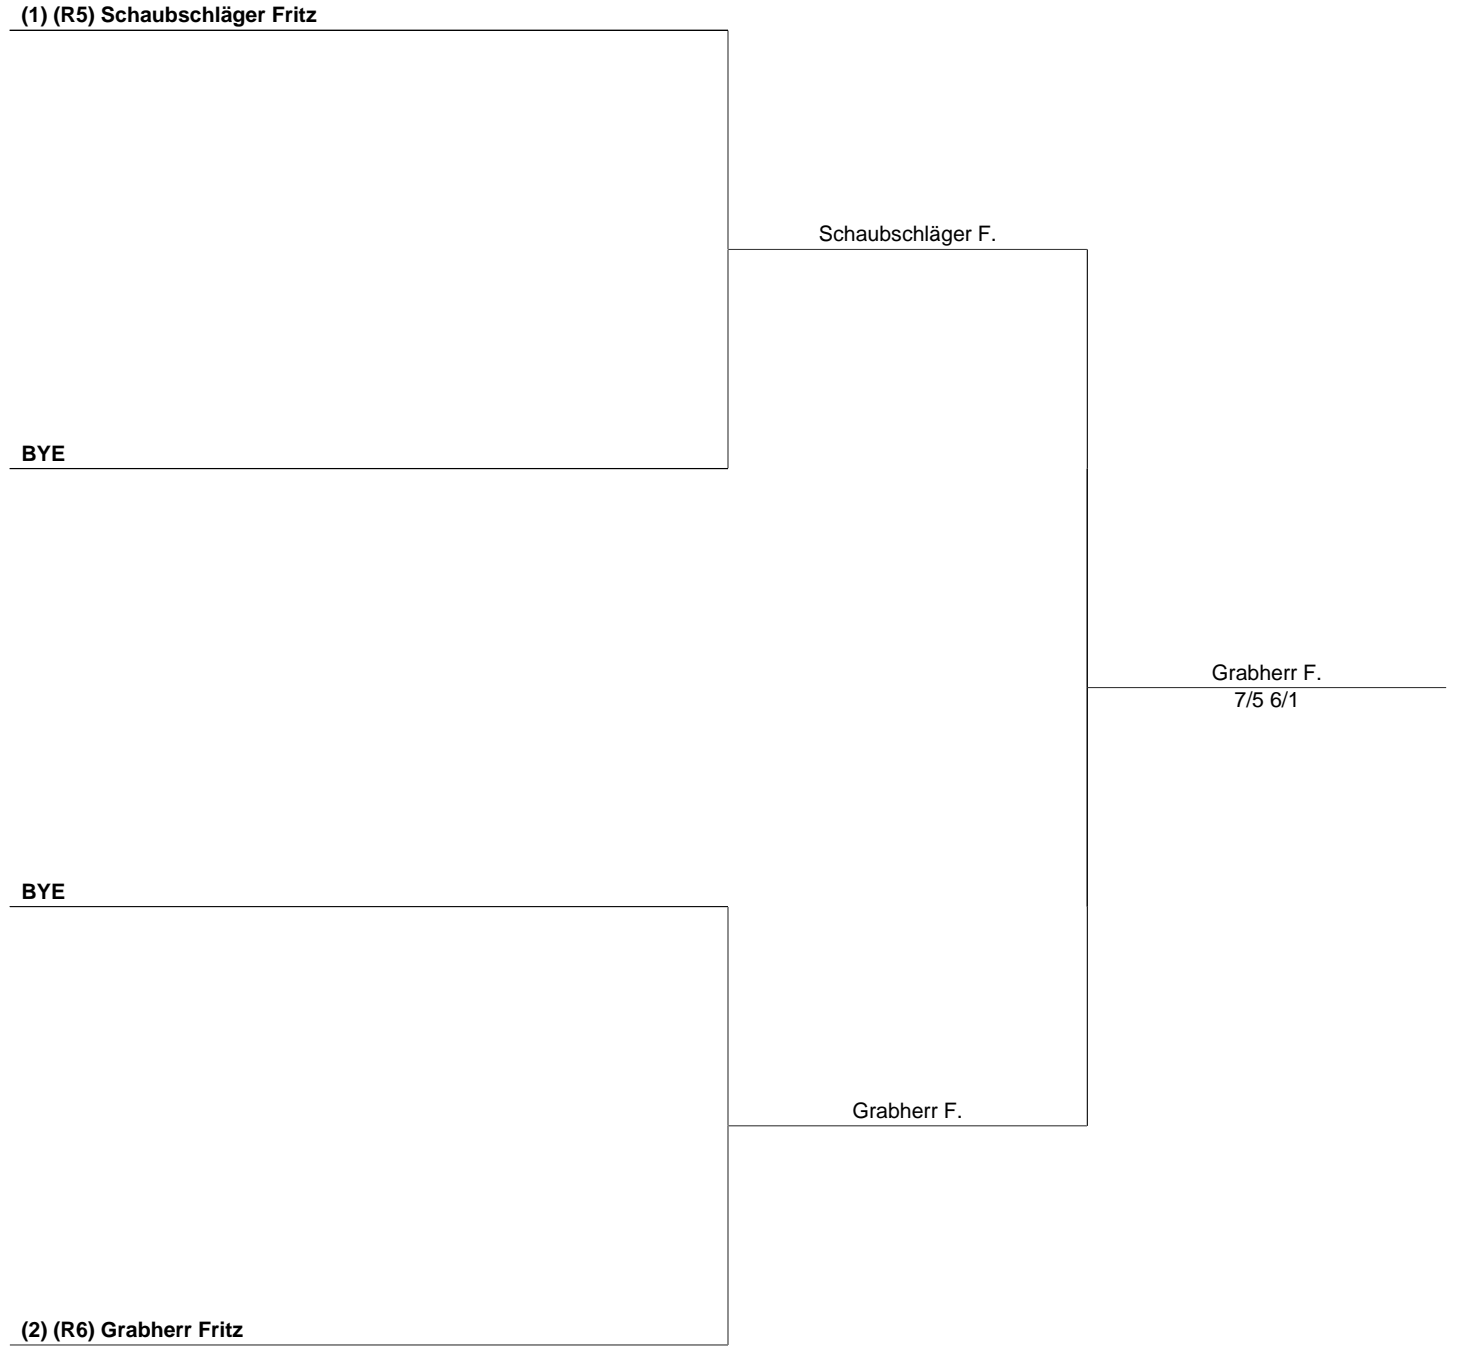 (1) (R5) Schaubschläger Fritz
Schaubschläger F.
BYE
Grabherr F.
7/5 6/1
BYE
Grabherr F.
(2) (R6) Grabherr Fritz